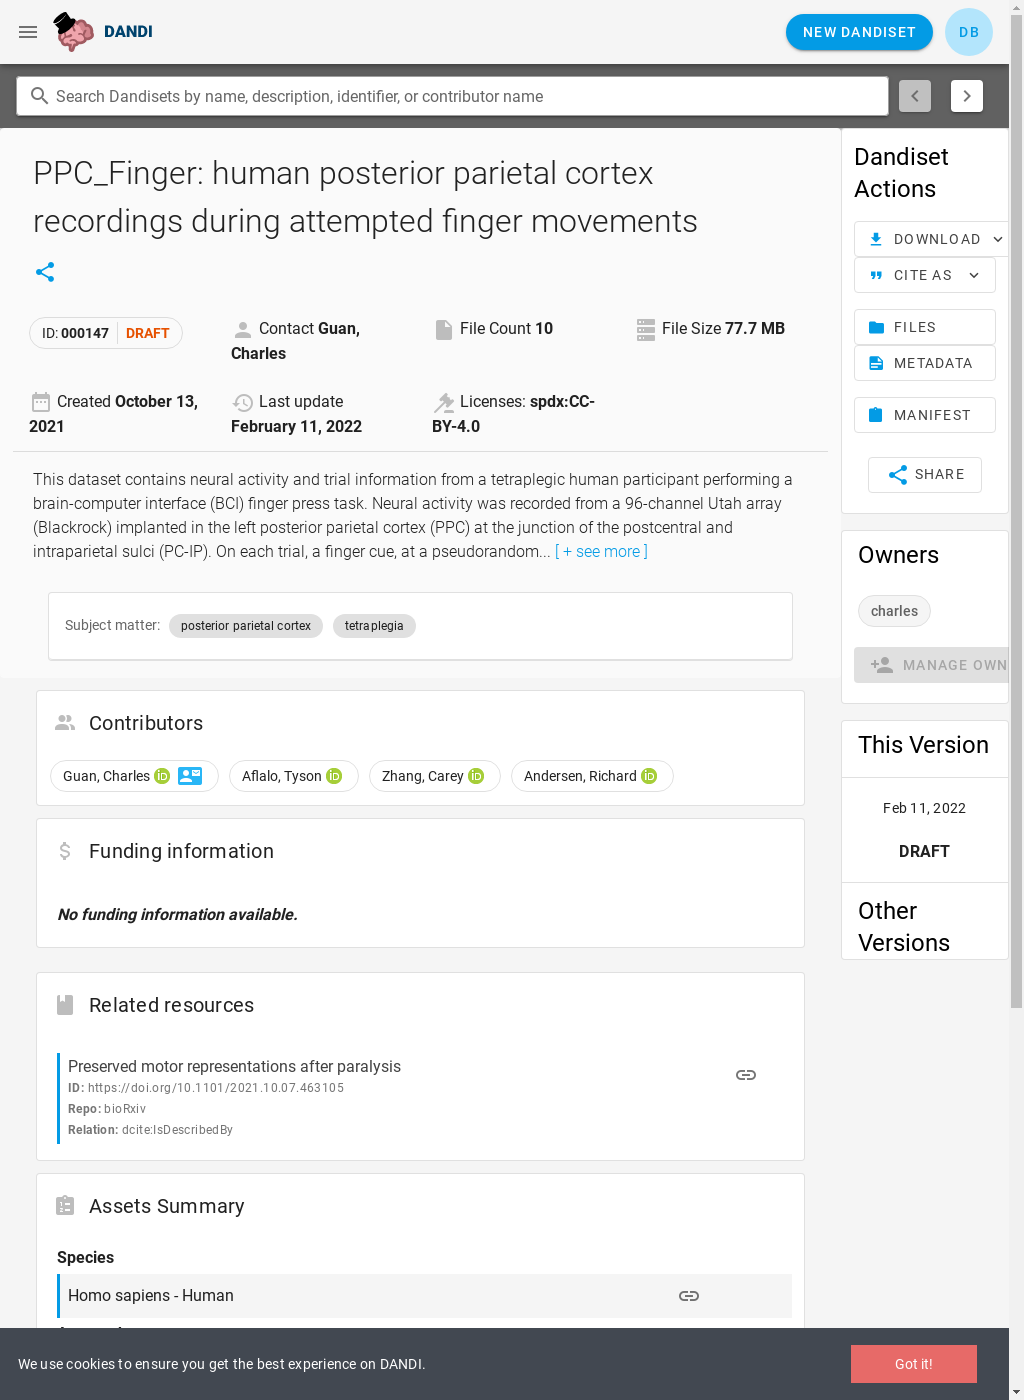 DANDI
NEW DANDISET
DB
Search Dandisets by name, description, identifier, or contributor name
PPC_Finger: human posterior parietal cortex
recordings during attempted finger movements
ID: 000147 DRAFT
Contact Guan,
Charles
File Count 10
File Size 77.7 MB
Created October 13,
2021
Last update
February 11, 2022
Licenses: spdx:CC-
BY-4.0
This dataset contains neural activity and trial information from a tetraplegic human participant performing a
brain-computer interface (BCI) finger press task. Neural activity was recorded from a 96-channel Utah array
(Blackrock) implanted in the left posterior parietal cortex (PPC) at the junction of the postcentral and
intraparietal sulci (PC-IP). On each trial, a finger cue, at a pseudorandom... [ + see more ]
Subject matter: posterior parietal cortex tetraplegia
Contributors
Guan, Charles iD
Aflalo, Tyson iD
Zhang, Carey iD
Andersen, Richard iD
Funding information
No funding information available.
Related resources
Preserved motor representations after paralysis
ID: https://doi.org/10.1101/2021.10.07.463105
Repo: bioRxiv
Relation: dcite:IsDescribedBy
Assets Summary
Species
Homo sapiens - Human
Dandiset
Actions
DOWNLOAD
CITE AS
FILES
METADATA
MANIFEST
SHARE
Owners
charles
MANAGE OWN
This Version
Feb 11, 2022
DRAFT
Other
Versions
We use cookies to ensure you get the best experience on DANDI.
Got it!